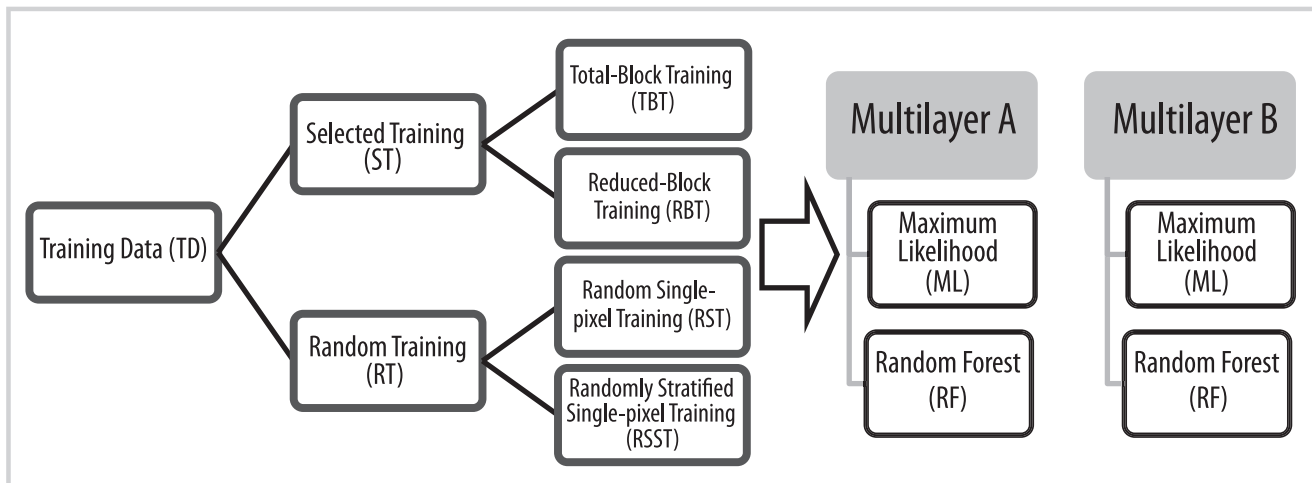 Training Data (TD)
Selected Training
(ST)
Random Training
(RT)
Total-Block Training
(TBT)
Reduced-Block
Training (RBT)
Random Single-
pixel Training (RST)
Randomly Stratified
Single-pixel Training
(RSST)
Multilayer A
Maximum
Likelihood
(ML)
Random Forest
(RF)
Multilayer B
Maximum
Likelihood
(ML)
Random Forest
(RF)